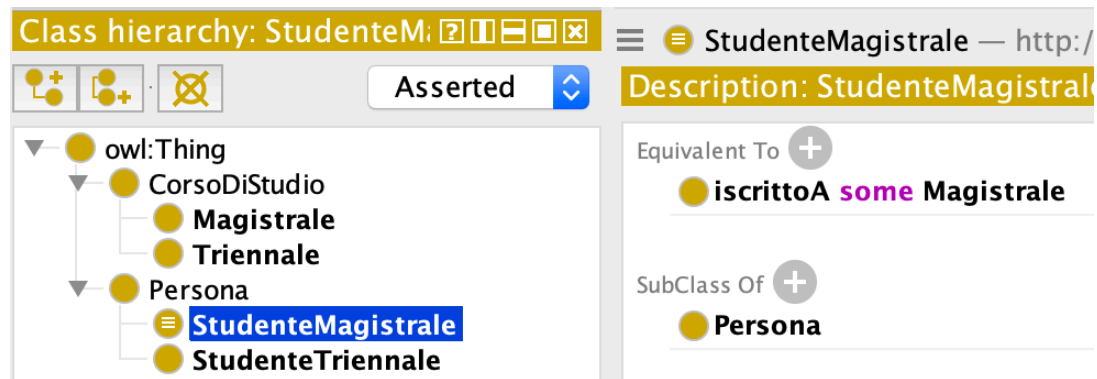 Class hierarchy: StudenteMa
Asserted
owl:Thing
CorsoDiStudio
Magistrale
Triennale
Persona
StudenteMagistrale
StudenteTriennale
StudenteMagistrale — http:/
Description: StudenteMagistrale
Equivalent To
iscrittoA some Magistrale
SubClass Of
Persona